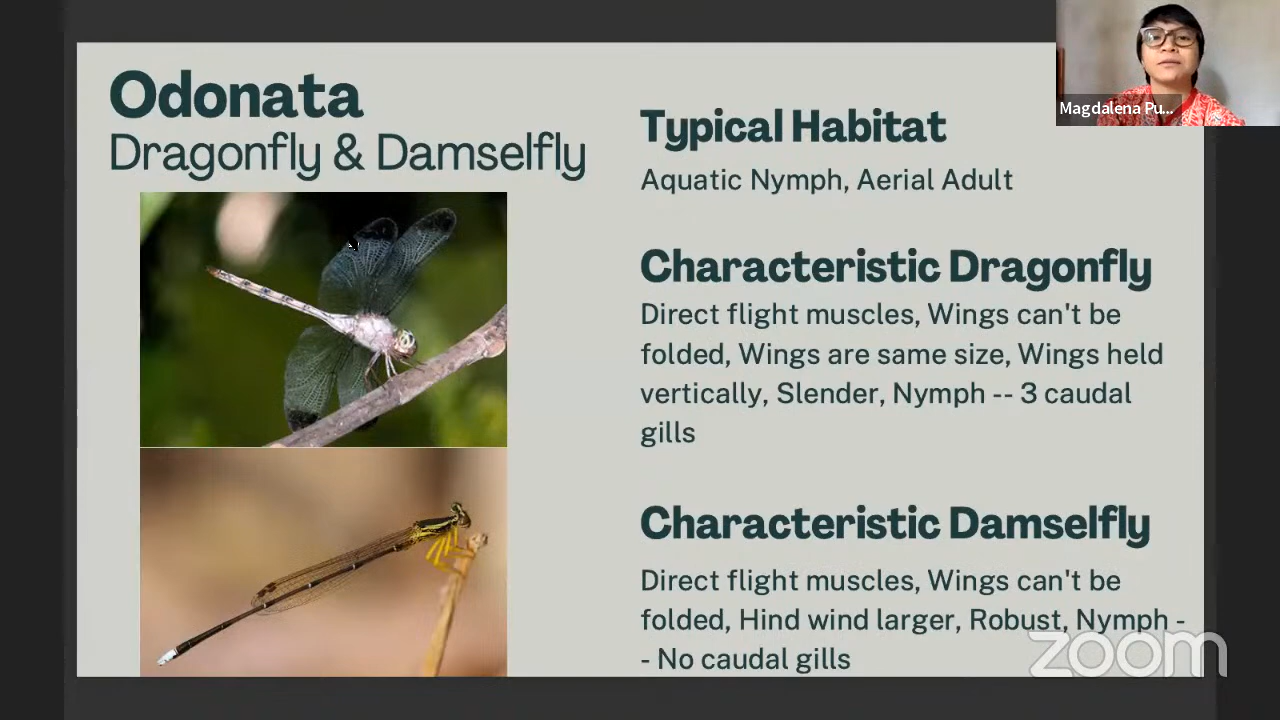 Odonata
Dragonfly & Damselfly
Typical Habitat
Aquatic Nymph, Aerial Adult
Characteristic Dragonfly
Direct flight muscles, Wings can't be
folded, Wings are same size, Wings held
vertically, Slender, Nymph -- 3 caudal
gills
Characteristic Damselfly
Direct flight muscles, Wings can't be
folded, Hind wind larger, Robust, Nymph -
- No caudal gills
Magdalena Pu...
zoom